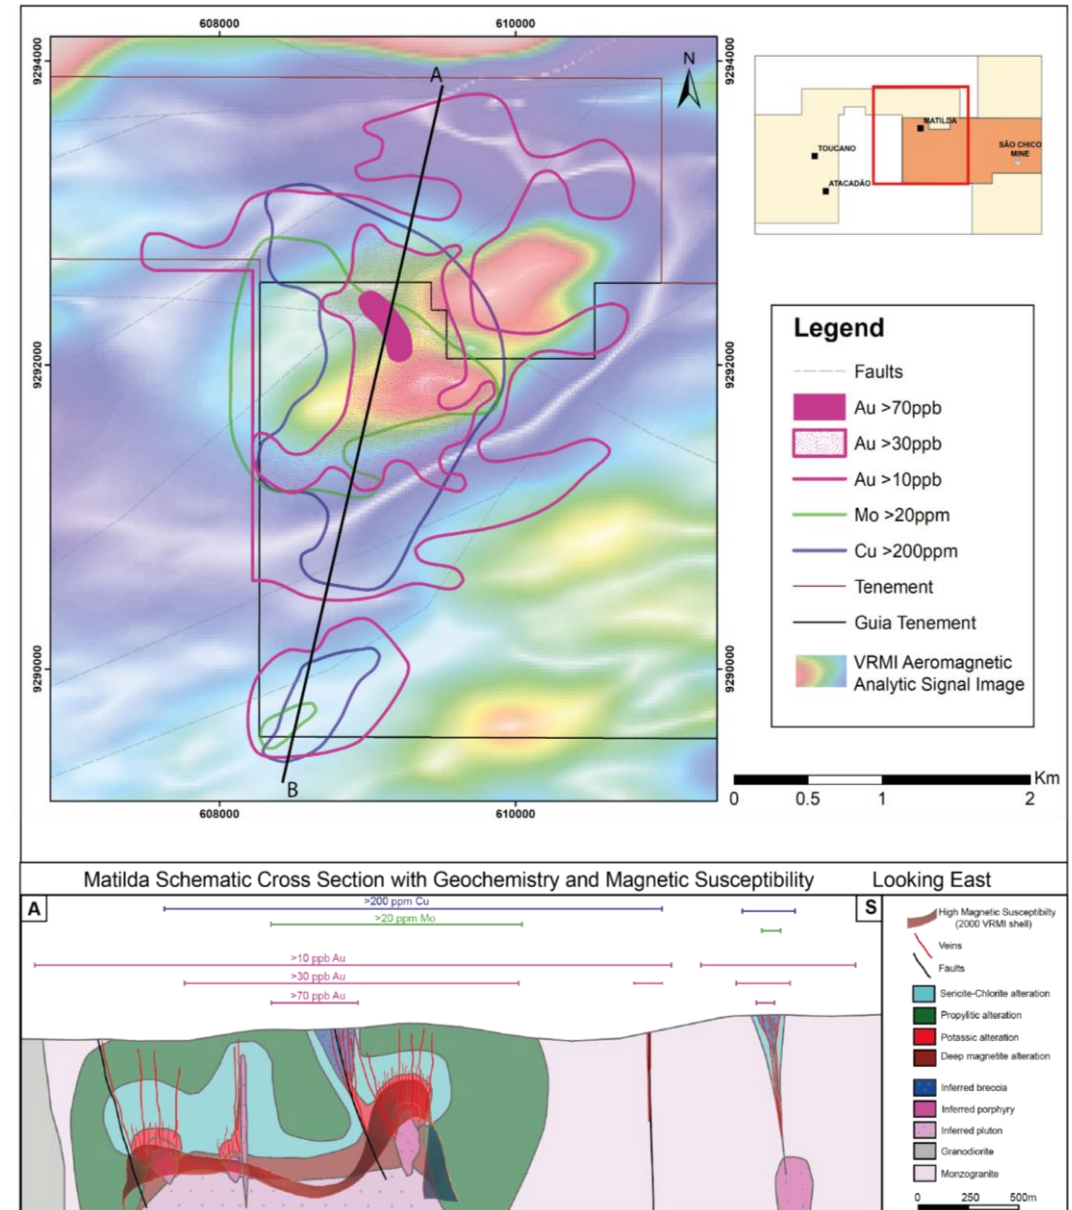 608000
610000
9294000
9294000
A
N
MATILDA
TOUCANO
SÃO CHICO
MINE
ATACADÃO
Legend
9292000
9292000
Faults
Au >70ppb
Au >30ppb
Au >10ppb
Mo >20ppm
Cu >200ppm
Tenement
Guia Tenement
9290000
9290000
VRMI Aeromagnetic
Analytic Signal Image
B
608000
610000
Km
0 0.5 1 2
Matilda Schematic Cross Section with Geochemistry and Magnetic Susceptibility Looking East
A
S
>200 ppm Cu
>20 ppm Mo
>10 ppb Au
>30 ppb Au
>70 ppb Au
High Magnetic Susceptibilty
(2000 VRMI shell)
Veins
Faults
Sericite-Chlorite alteration
Propylitic alteration
Potassic alteration
Deep magnetite alteration
Inferred breccia
Inferred porphyry
Inferred pluton
Granodiorite
Monzogranite
0 250 500m